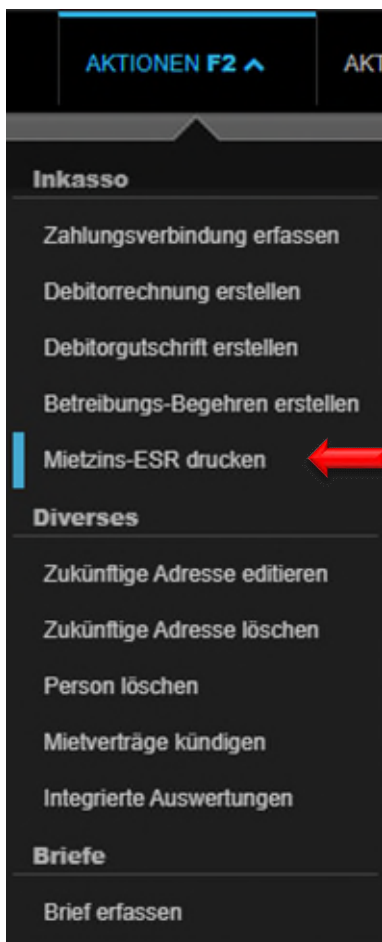 AKTIONEN F2 AKT
Inkasso
Zahlungsverbindung erfassen
Debitorrechnung erstellen
Debitorgutschrift erstellen
Betreibungs-Begehren erstellen
Mietzins-ESR drucken
Diverses
Zukünftige Adresse editieren
Zukünftige Adresse löschen
Person löschen
Mietverträge kündigen
Integrierte Auswertungen
Briefe
Brief erfassen